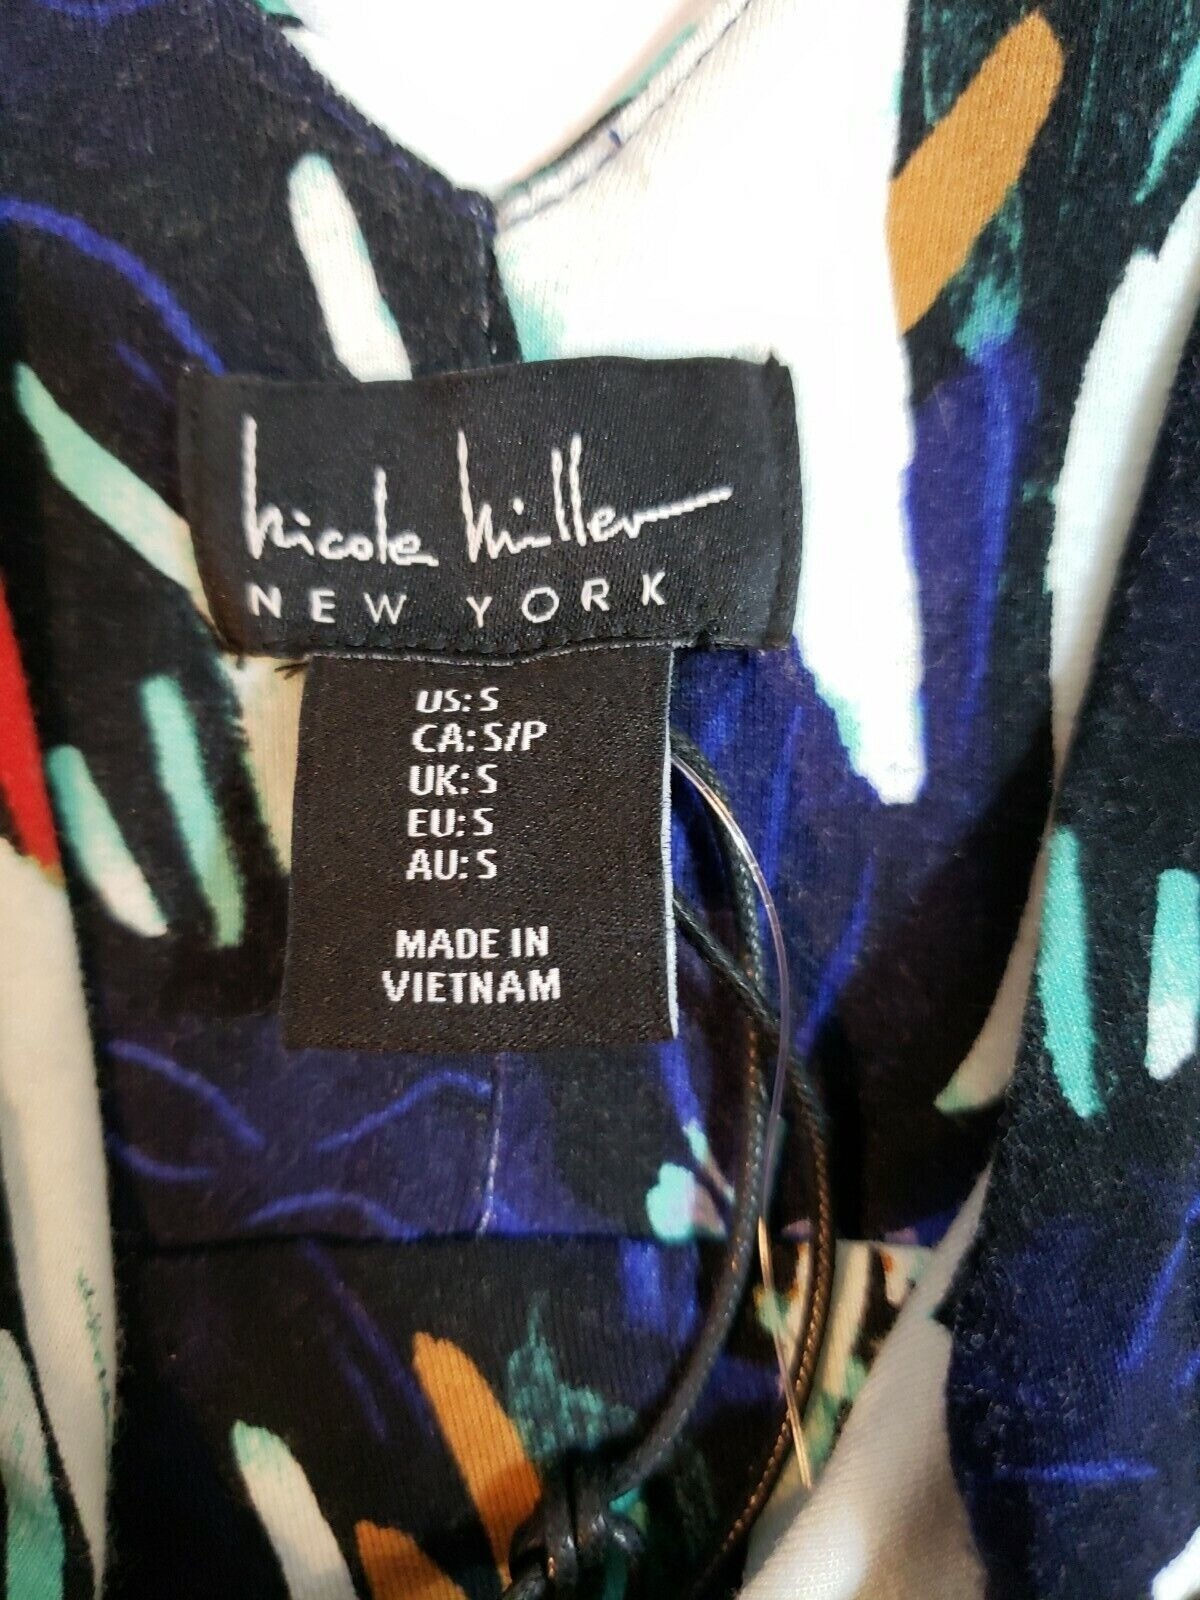 Nicole Miller
NEW YORK
US: S
CA: S/P
UK: S
EU: S
AU: S
MADE IN
VIETNAM